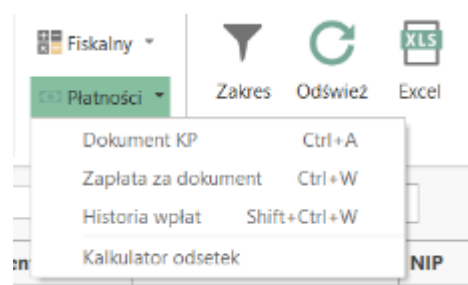 Fiskalny
XLS
Płatności
Zakres
Odśwież
Excel
Dokument KP Ctrl+A
Zapłata za dokument Ctrl+W
Historia wpłat Shift+Ctrl+W
Kalkulator odsetek
NIP